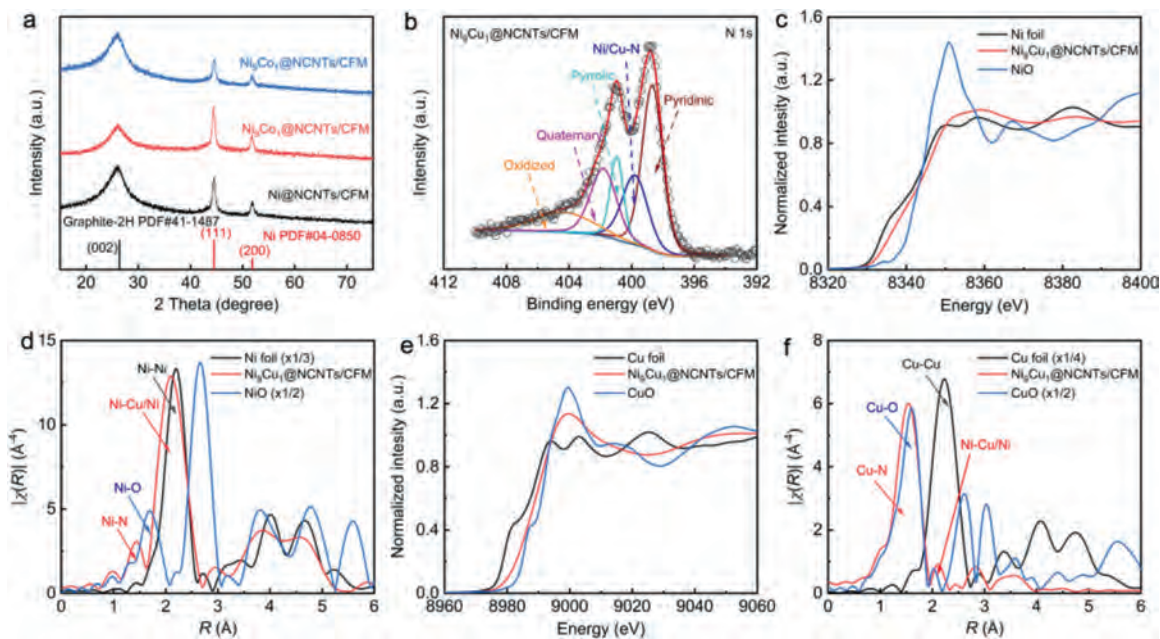 a
Ni₉Co₁@NCNTs/CFM
Ni₉Co₁@NCNTs/CFM
Ni@NCNTs/CFM
Graphite-2H PDF#41-1487
(111)
Ni PDF#04-0850
(002)
(200)
Intensity (a.u.)
20 30 40 50 60 70
2 Theta (degree)
b
Ni₉Cu₁@NCNTs/CFM
N 1s
Ni/Cu-N
Pyrrolic
Pyridinic
Quaternary
Oxidized
Intensity (a.u.)
408 404 400 396 392
Binding energy (eV)
c
Ni foil
Ni₉Cu₁@NCNTs/CFM
NiO
Normalized intesity (a.u.)
1.6
1.2
0.8
0.4
0.0
8320 8340 8360 8380 8400
Energy (eV)
d
Ni foil (x1/3)
Ni₉Cu₁@NCNTs/CFM
NiO (x1/2)
Ni-Ni
Ni-Cu/Ni
Ni-O
Ni-N
|χ(R)| (Å⁻⁴)
15
10
5
0
0 1 2 3 4 5 6
R (Å)
e
Cu foil
Ni₉Cu₁@NCNTs/CFM
CuO
Normalized intesity (a.u.)
1.6
1.2
0.8
0.4
0.0
8960 8980 9000 9020 9040 9060
Energy (eV)
f
Cu foil (x1/4)
Ni₉Cu₁@NCNTs/CFM
CuO (x1/2)
Cu-Cu
Cu-O
Ni-Cu/Ni
Cu-N
|χ(R)| (Å⁻⁴)
8
6
4
2
0
0 1 2 3 4 5 6
R (Å)